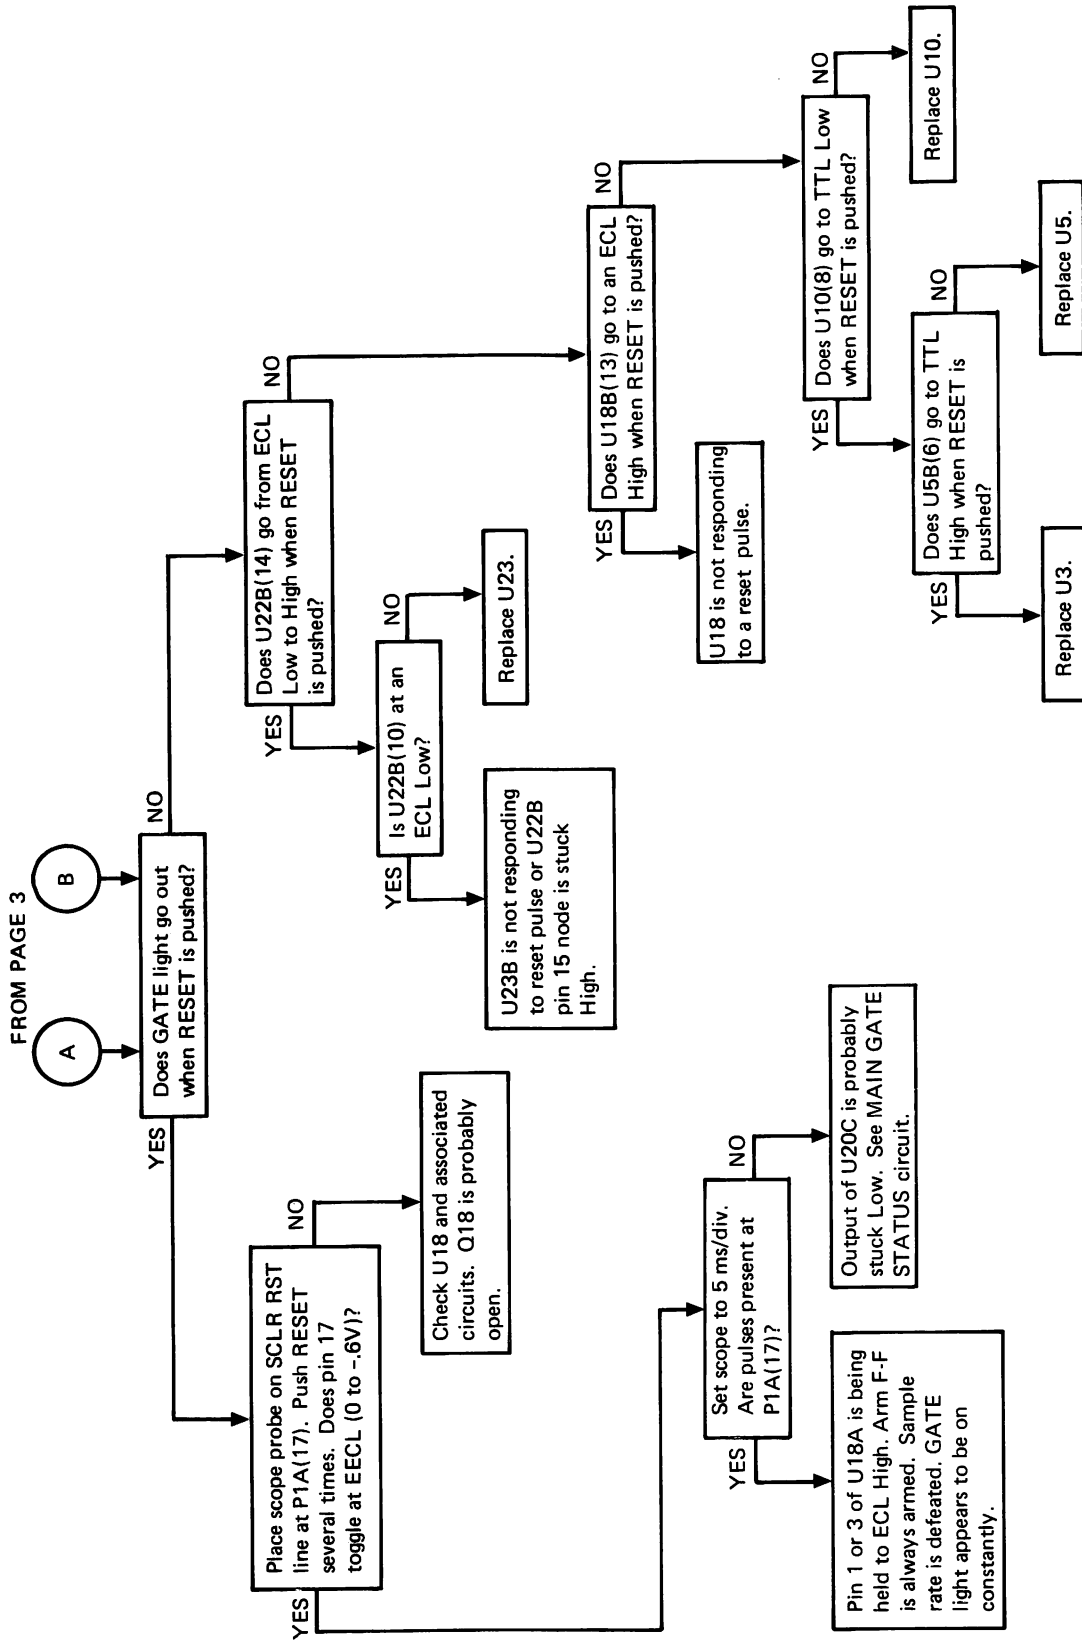 FROM PAGE 3
A
B
Does GATE light go out
when RESET is pushed?
YES
NO
Place scope probe on SCLR RST
line at P1A(17). Push RESET
several times. Does pin 17
toggle at EECL (0 to -.6V)?
YES
NO
Check U18 and associated
circuits. Q18 is probably
open.
Set scope to 5 ms/div.
Are pulses present at
P1A(17)?
YES
NO
Pin 1 or 3 of U18A is being
held to ECL High. Arm F-F
is always armed. Sample
rate is defeated. GATE
light appears to be on
constantly.
Output of U20C is probably
stuck Low. See MAIN GATE
STATUS circuit.
Does U22B(14) go from ECL
Low to High when RESET
is pushed?
YES
NO
Is U22B(10) at an
ECL Low?
YES
NO
U23B is not responding
to reset pulse or U22B
pin 15 node is stuck
High.
Replace U23.
Does U18B(13) go to an ECL
High when RESET is pushed?
YES
NO
U18 is not responding
to a reset pulse.
Does U10(8) go to TTL Low
when RESET is pushed?
YES
NO
Does U5B(6) go to TTL
High when RESET is
pushed?
YES
NO
Replace U3.
Replace U5.
Replace U10.